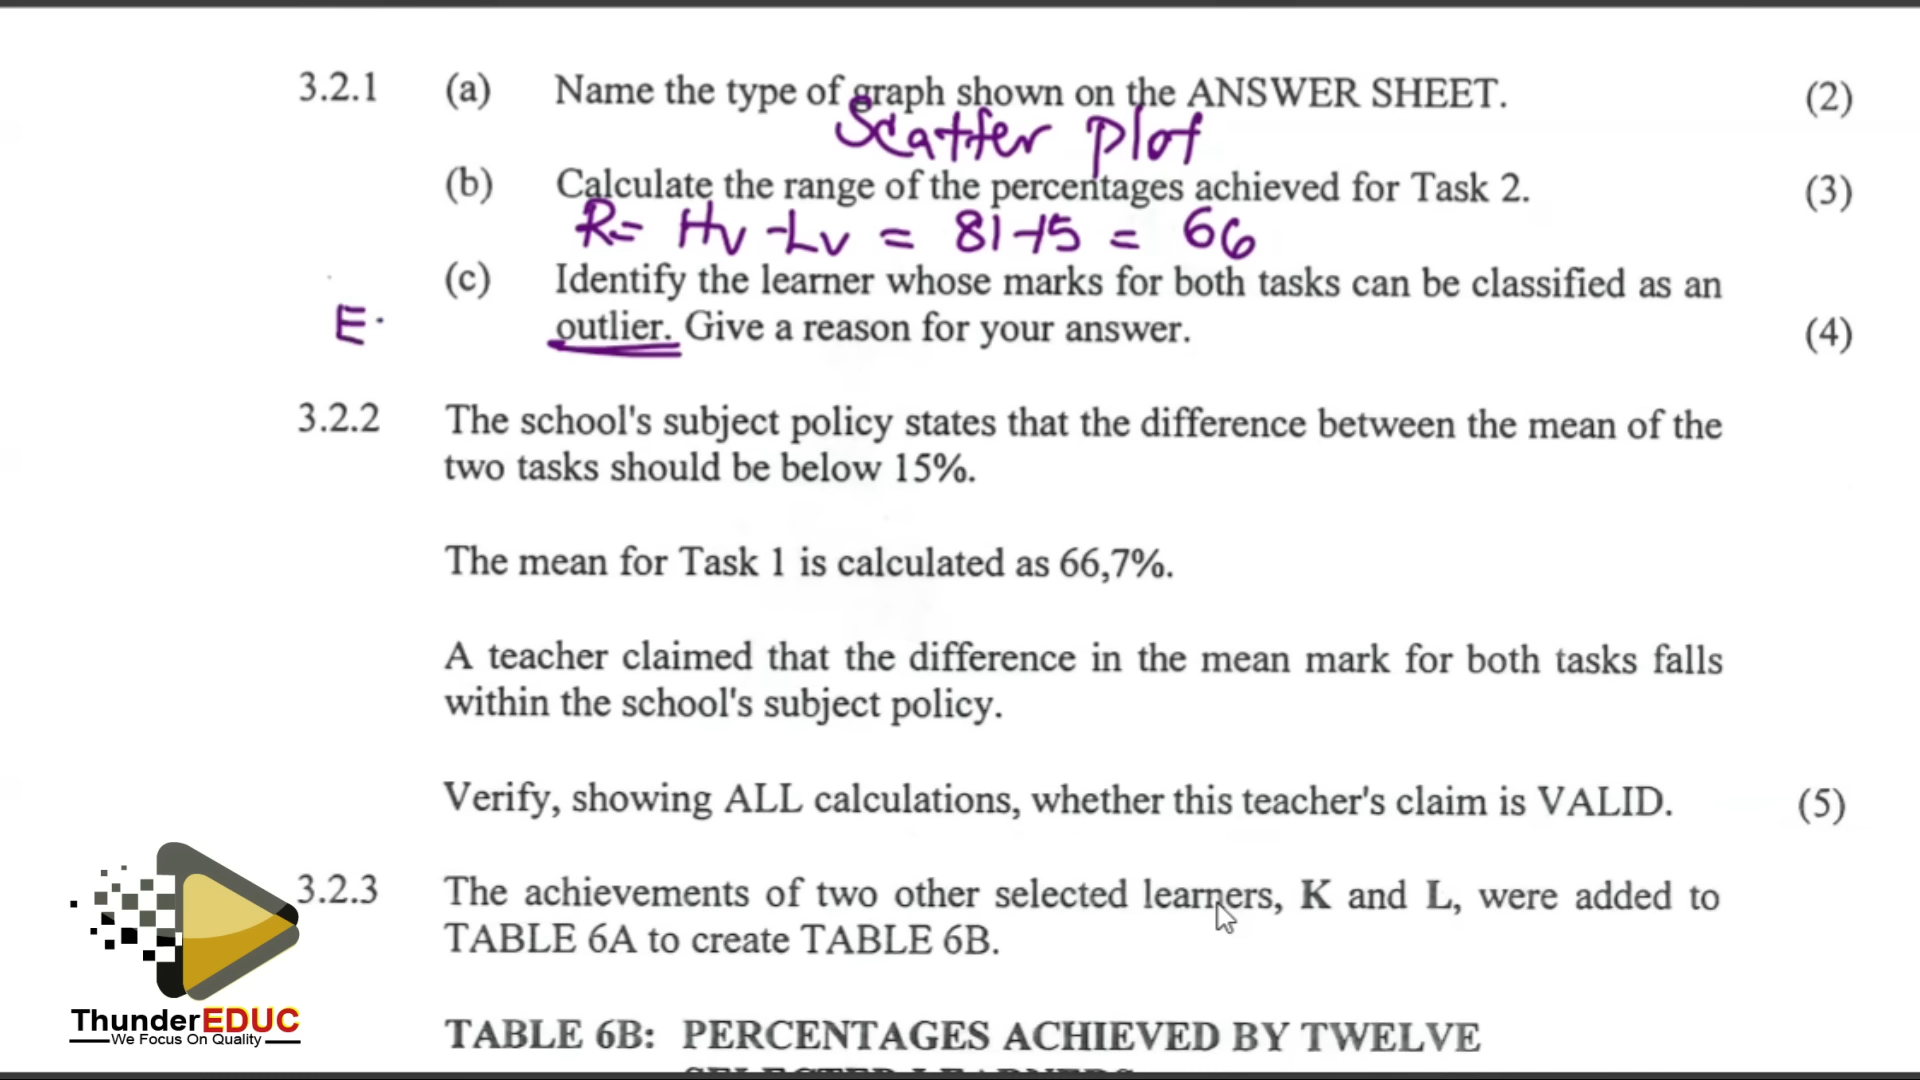 3.2.1 (a) Name the type of graph shown on the ANSWER SHEET. (2)
Scatter plot
(b) Calculate the range of the percentages achieved for Task 2. (3)
R= Hv -Lv = 81-15 = 66
(c) Identify the learner whose marks for both tasks can be classified as an
E.
outlier. Give a reason for your answer. (4)
3.2.2 The school's subject policy states that the difference between the mean of the
two tasks should be below 15%.
The mean for Task 1 is calculated as 66,7%.
A teacher claimed that the difference in the mean mark for both tasks falls
within the school's subject policy.
Verify, showing ALL calculations, whether this teacher's claim is VALID. (5)
3.2.3 The achievements of two other selected learners, K and L, were added to
TABLE 6A to create TABLE 6B.
ThunderEDUC
We Focus On Quality
TABLE 6B: PERCENTAGES ACHIEVED BY TWELVE
SELECTED LEARNERS